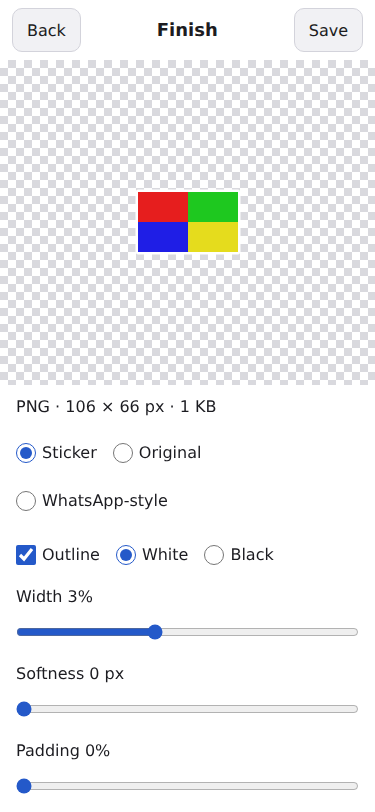 Back
Finish
Save
PNG · 106 × 66 px · 1 KB
Sticker
Original
WhatsApp-style
Outline
White
Black
Width 3%
Softness 0 px
Padding 0%